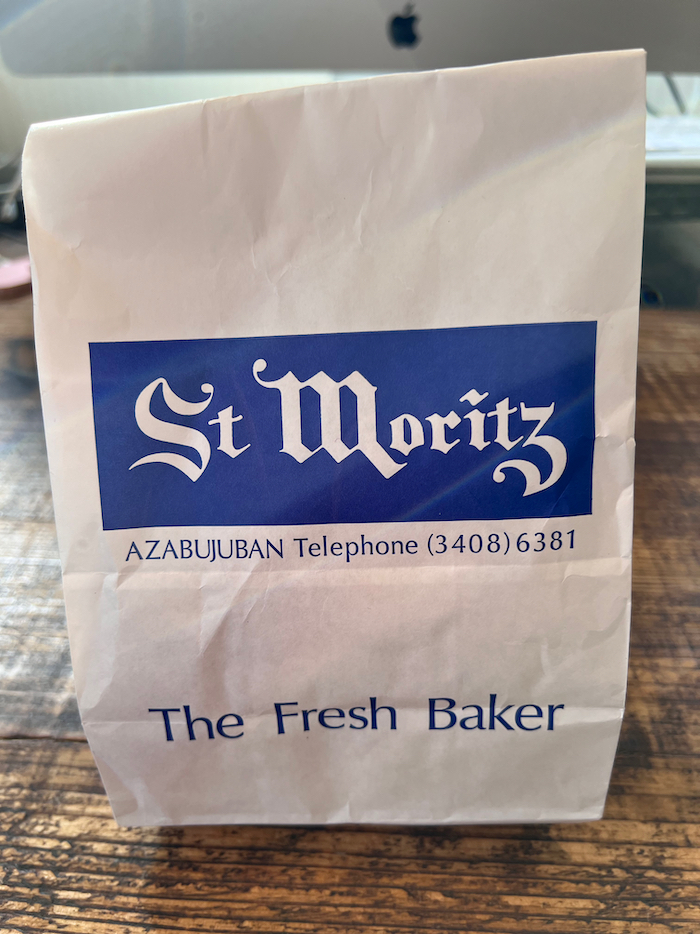 St Moritz
AZABUJUBAN Telephone (3408)6381
The Fresh Baker